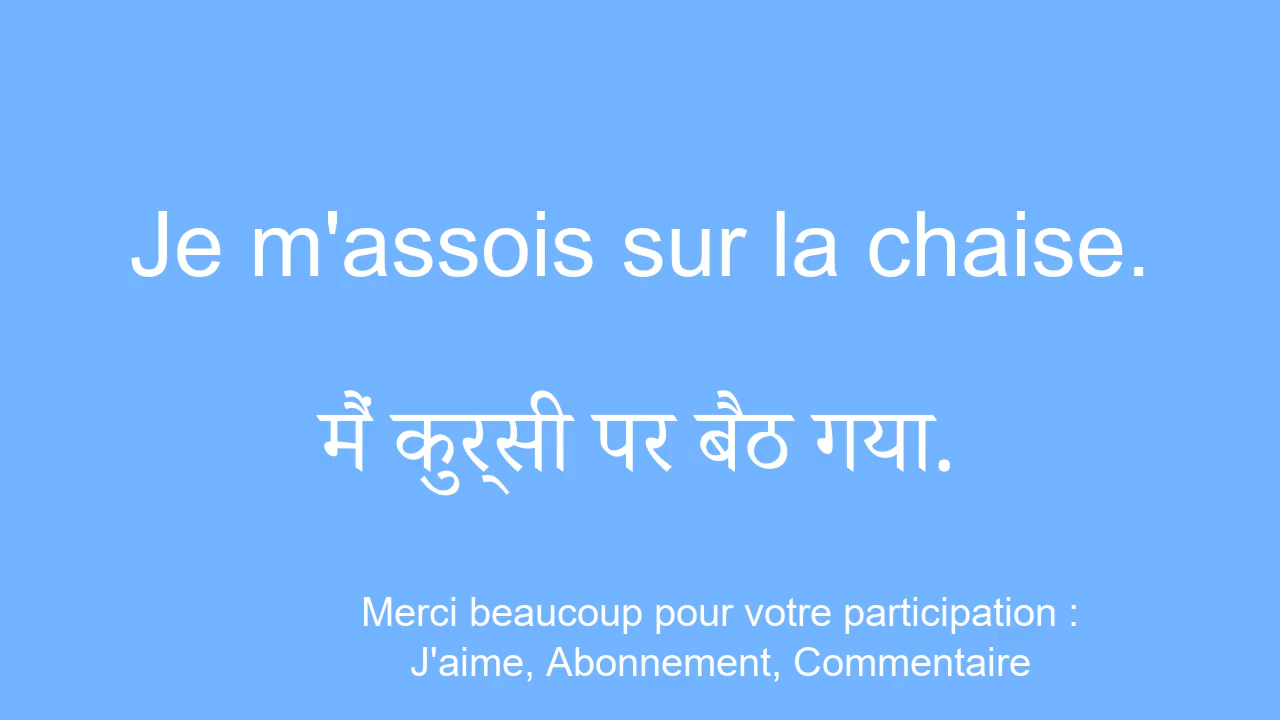 Je m'assois sur la chaise.
मैं कुर्सी पर बैठ गया.
Merci beaucoup pour votre participation :
J'aime, Abonnement, Commentaire